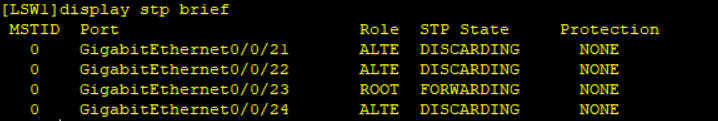 [LSW1]display stp brief
MSTID Port Role STP State Protection
0 GigabitEthernet0/0/21 ALTE DISCARDING NONE
0 GigabitEthernet0/0/22 ALTE DISCARDING NONE
0 GigabitEthernet0/0/23 ROOT FORWARDING NONE
0 GigabitEthernet0/0/24 ALTE DISCARDING NONE